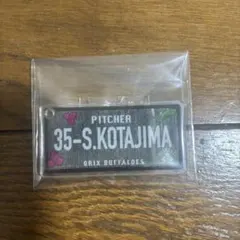 PITCHER
35-S.KOTAJIMA
ORIX BUFFALOES